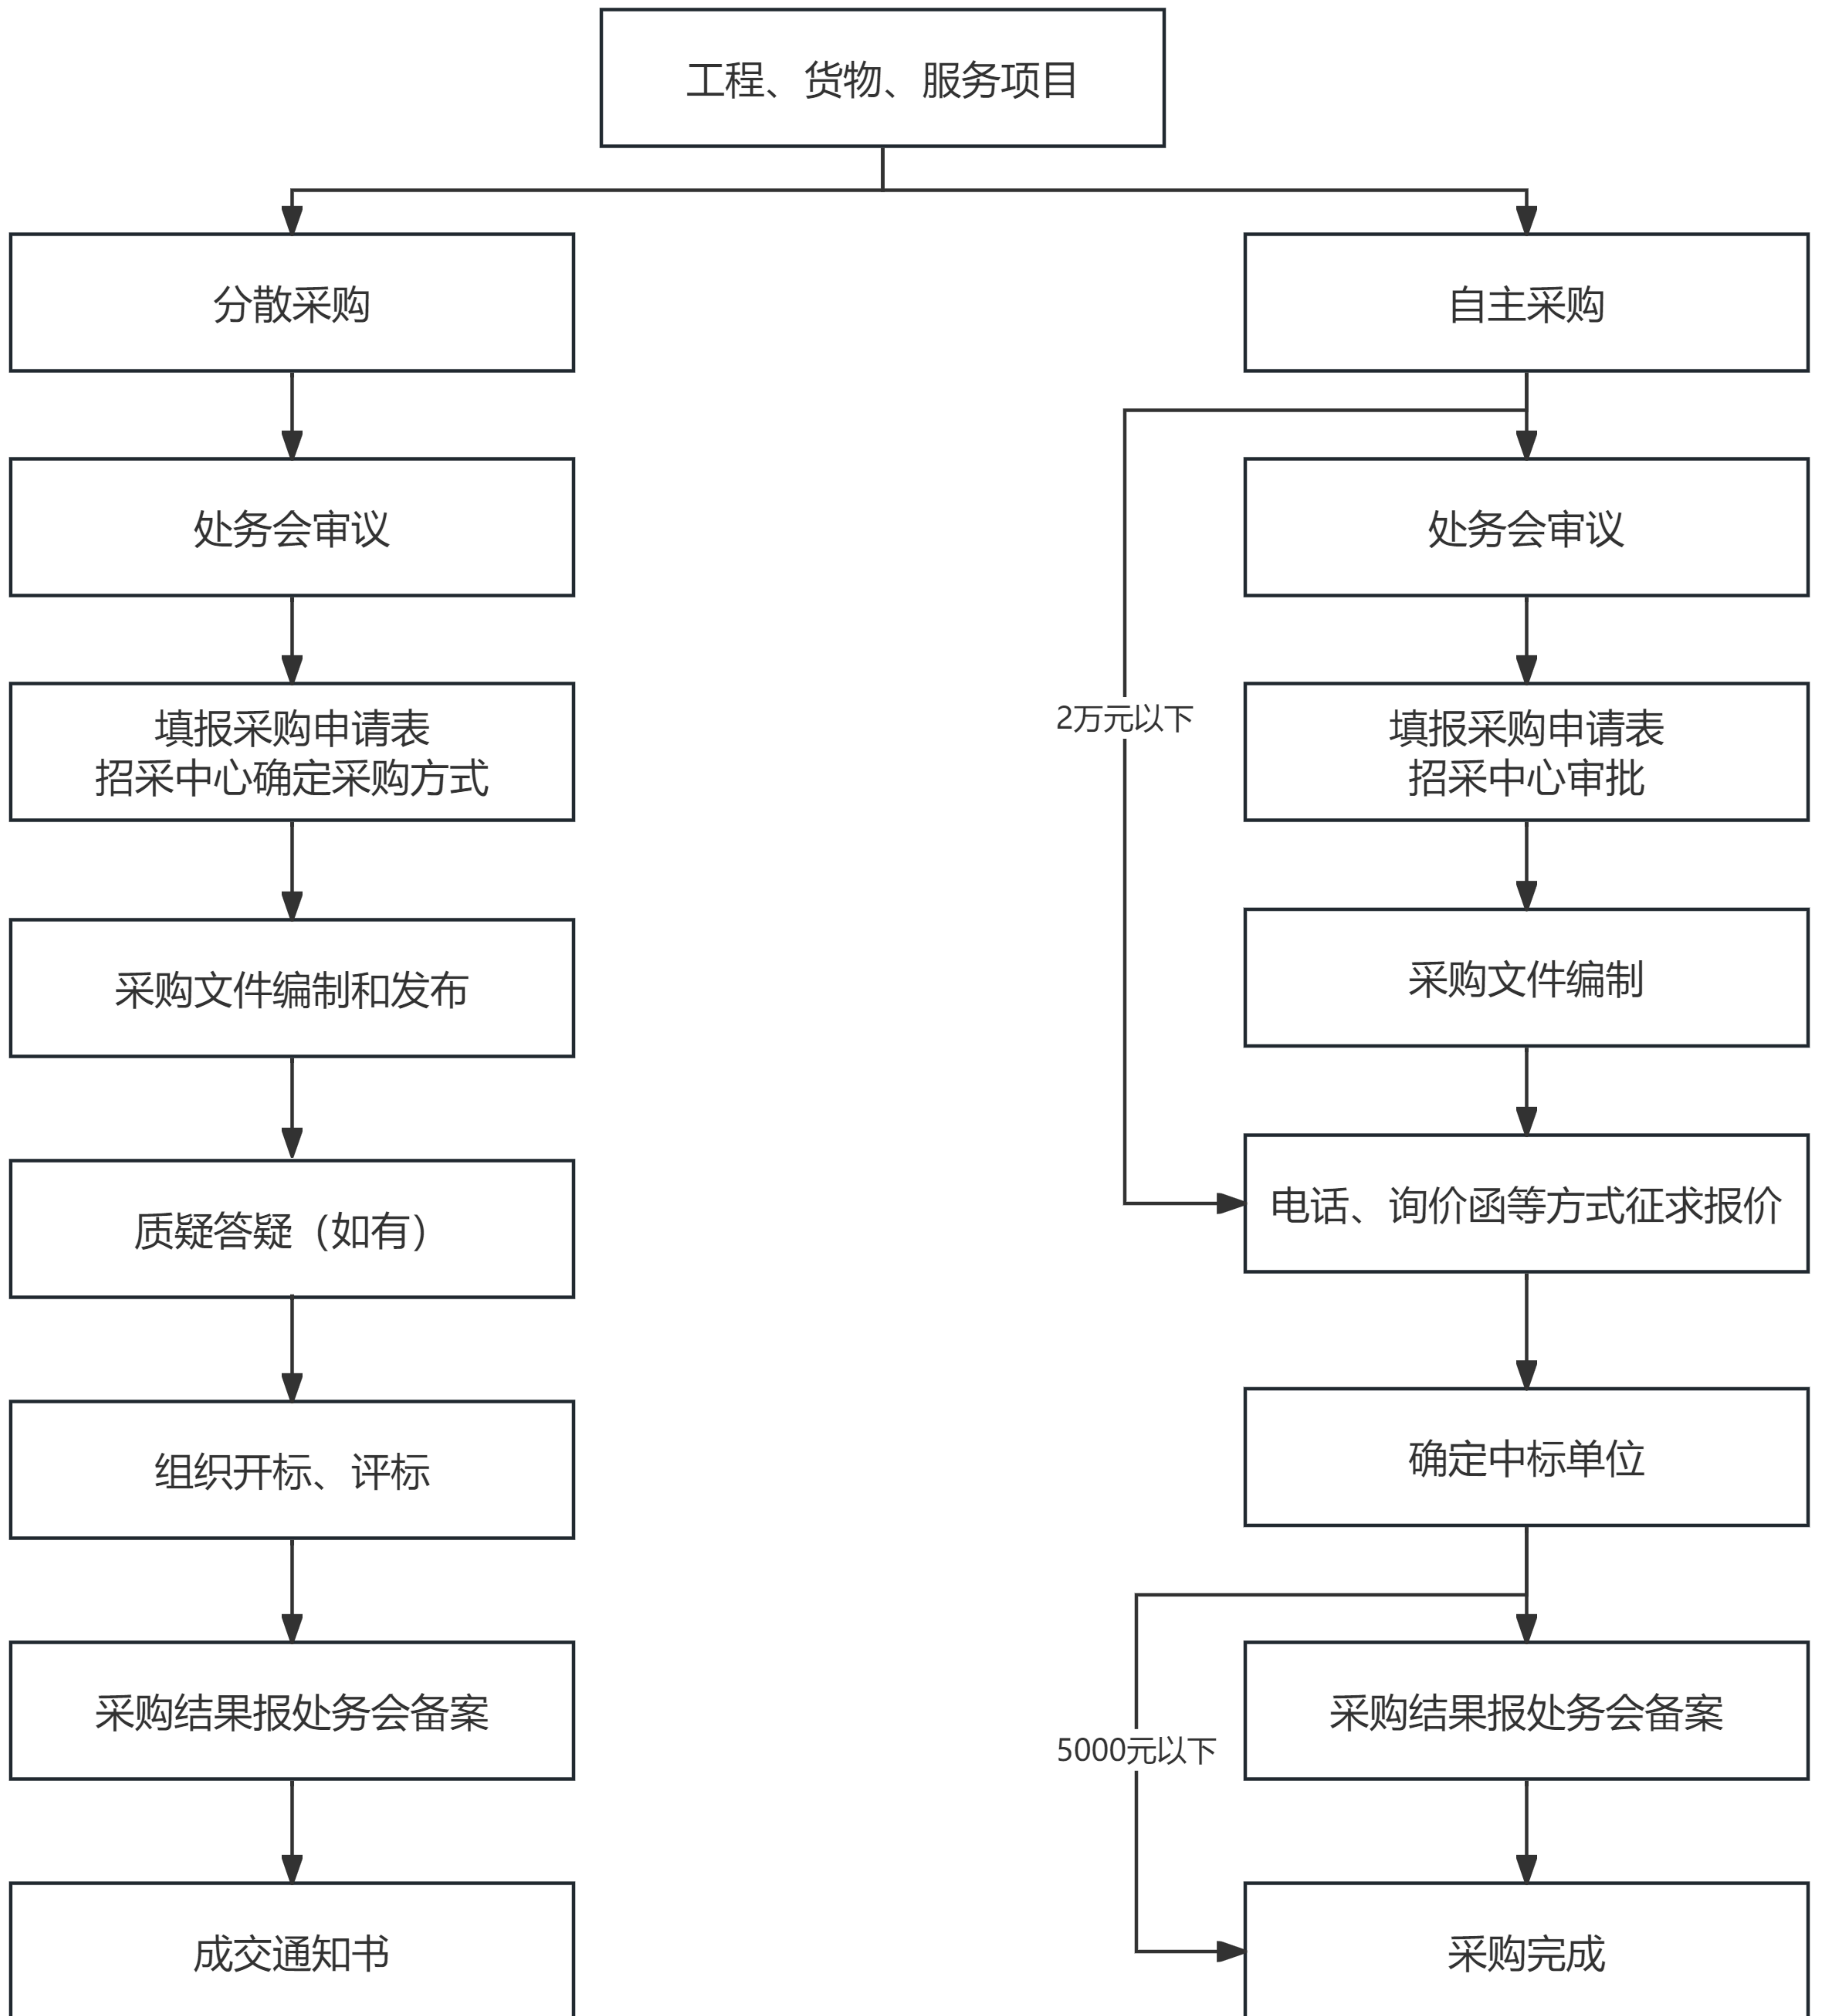 工程、货物、服务项目
分散采购
处务会审议
填报采购申请表
招采中心确定采购方式
采购文件编制和发布
质疑答疑（如有）
组织开标、评标
采购结果报处务会备案
成交通知书
自主采购
处务会审议
2万元以下
填报采购申请表
招采中心审批
采购文件编制
电话、询价函等方式征求报价
确定中标单位
采购结果报处务会备案
5000元以下
采购完成